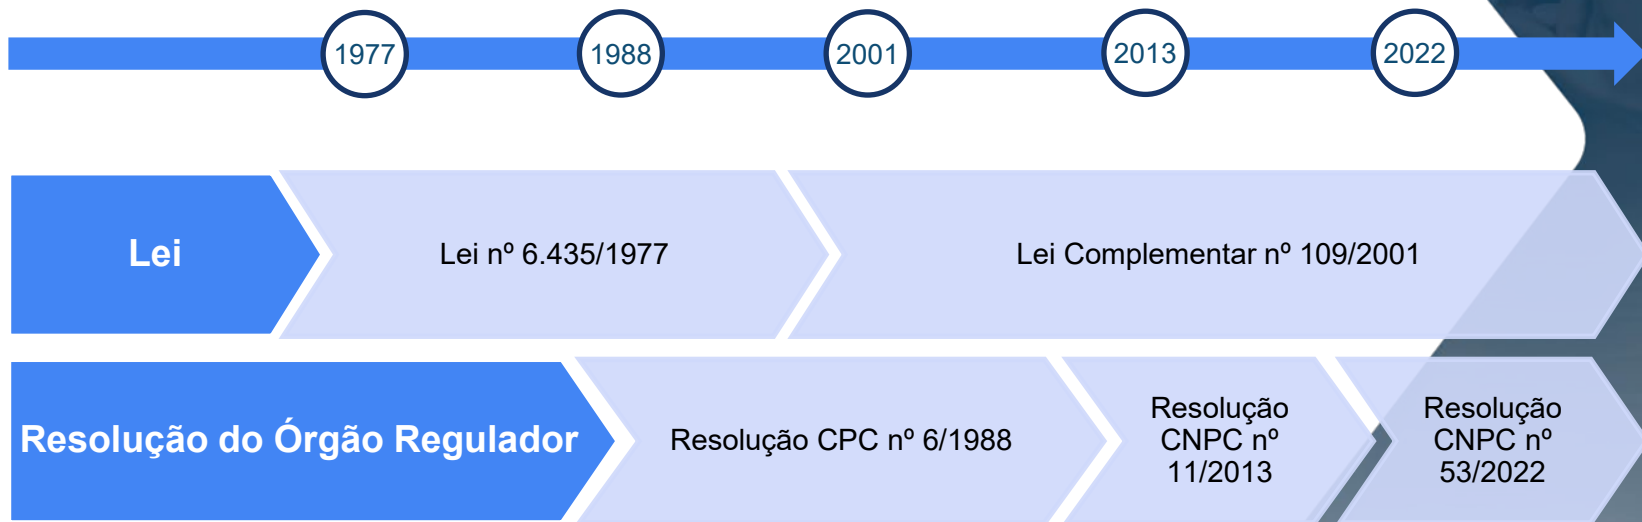 1977
1988
2001
2013
2022
Lei
Lei nº 6.435/1977
Lei Complementar nº 109/2001
Resolução do Órgão Regulador
Resolução CPC nº 6/1988
Resolução
CNPC nº
11/2013
Resolução
CNPC nº
53/2022